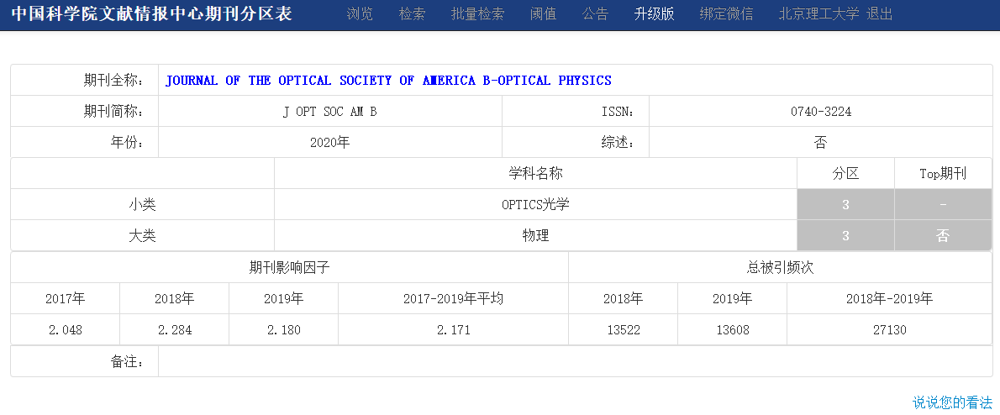 中国科学院文献情报中心期刊分区表 浏览 检索 批量检索 阈值 公告 升级版 绑定微信 北京理工大学 退出
期刊全称： JOURNAL OF THE OPTICAL SOCIETY OF AMERICA B-OPTICAL PHYSICS
期刊简称： J OPT SOC AM B ISSN： 0740-3224
年份： 2020年 综述： 否
学科名称 分区 Top期刊
小类 OPTICS光学 3 -
大类 物理 3 否
期刊影响因子 总被引频次
2017年 2018年 2019年 2017-2019年平均 2018年 2019年 2018年-2019年
2.048 2.284 2.180 2.171 13522 13608 27130
备注：
说说您的看法